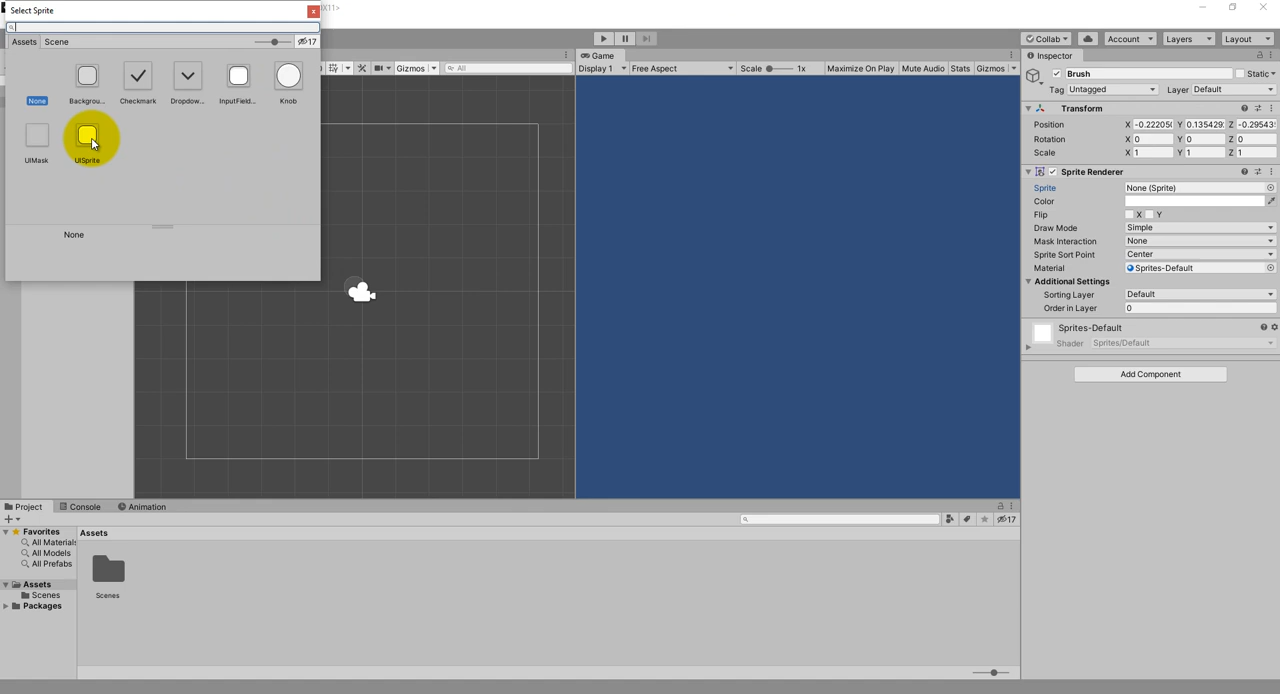 Select Sprite
x
Assets Scene
17
None Backgrou... Checkmark Dropdow... InputField... Knob
UIMask UISprite
None
Gizmos All
Game
Display 1 Free Aspect Scale 1x Maximize On Play Mute Audio Stats Gizmos
Collab Account Layers Layout
Inspector
Brush Static
Tag Untagged Layer Default
Transform
Position X -0.222050 Y 0.135429 Z -0.29543
Rotation X 0 Y 0 Z 0
Scale X 1 Y 1 Z 1
Sprite Renderer
Sprite None (Sprite)
Color
Flip X Y
Draw Mode Simple
Mask Interaction None
Sprite Sort Point Center
Material Sprites-Default
Additional Settings
Sorting Layer Default
Order in Layer 0
Sprites-Default
Shader Sprites/Default
Add Component
Project Console Animation
17
Favorites
All Materials
All Models
All Prefabs
Assets
Scenes
Packages
Assets
Scenes